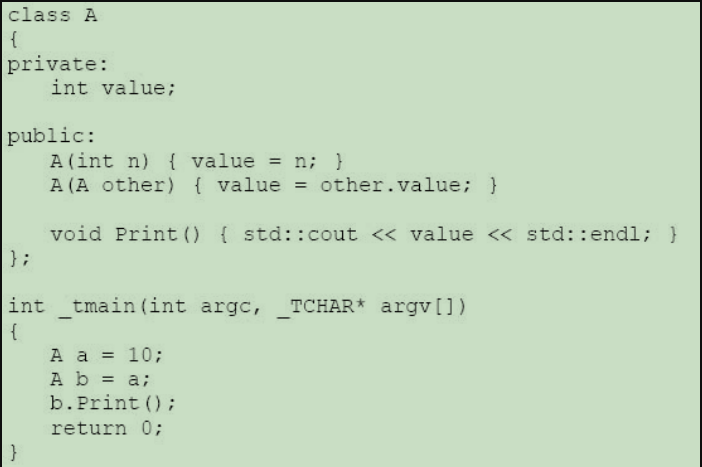 class A
{
private:
    int value;

public:
    A(int n) { value = n; }
    A(A other) { value = other.value; }

    void Print() { std::cout << value << std::endl; }
};

int _tmain(int argc, _TCHAR* argv[])
{
    A a = 10;
    A b = a;
    b.Print();
    return 0;
}